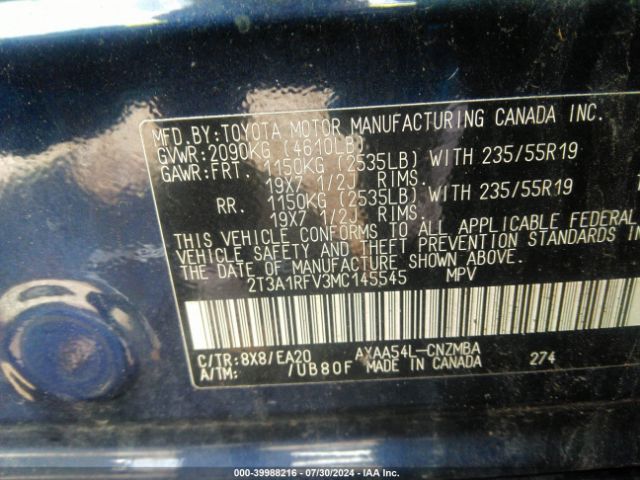 MFD.BY:TOYOTA MOTOR MANUFACTURING CANADA INC.
GVWR:2090KG (4610LB)
GAWR:FRT. 1150KG (2535LB) WITH 235/55R19
19X7 1/2J RIMS.
RR. 1150KG (2535LB) WITH 235/55R19
19X7 1/2J RIMS.
THIS VEHICLE CONFORMS TO ALL APPLICABLE FEDERAL
VEHICLE SAFETY AND THEFT PREVENTION STANDARDS IN
THE DATE OF MANUFACTURE SHOWN ABOVE.
2T3A1RFV3MC145545 MPV
C/TR:8X8/EA20 AXAA54L-CNZMBA 274
A/TM: /UB80F MADE IN CANADA
000-39988216 - 07/30/2024 - IAA Inc.